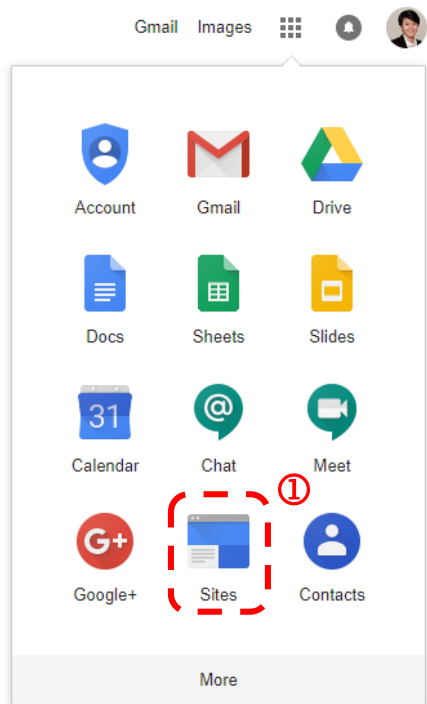 Gmail Images
Account Gmail Drive
Docs Sheets Slides
31
Calendar Chat Meet
①
G+
Google+ Sites Contacts
More